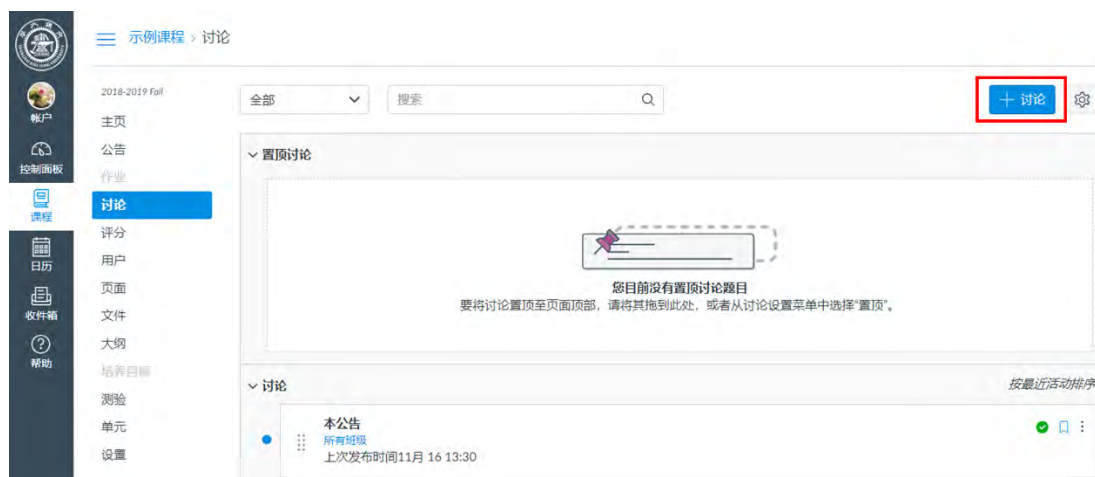 示例课程 › 讨论
帐户
控制面板
课程
日历
收件箱
帮助
2018-2019 Fall
主页
公告
作业
讨论
评分
用户
页面
文件
大纲
培养目标
测验
单元
设置
全部
搜索
+ 讨论
置顶讨论
您目前没有置顶讨论题目
要将讨论置顶至页面顶部，请将其拖到此处，或者从讨论设置菜单中选择“置顶”。
讨论
按最近活动排序
本公告
所有班级
上次发布时间11月 16 13:30